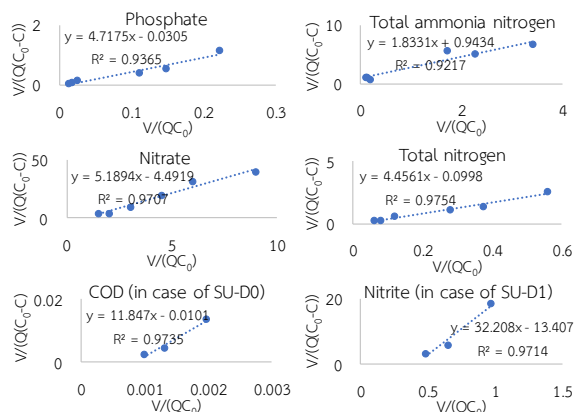 Phosphate
2
y = 4.7175x - 0.0305
R² = 0.9365
V/(Q(C₀-C))
0
0
0.1
0.2
0.3
V/(QC₀)
Total ammonia nitrogen
10
y = 1.8331x + 0.9434
R² = 0.9217
V/(Q(C₀-C))
0
0
2
4
V/(QC₀)
Nitrate
50
y = 5.1894x - 4.4919
R² = 0.9707
V/(Q(C₀-C))
0
0
5
10
V/(QC₀)
Total nitrogen
5
y = 4.4561x - 0.0998
R² = 0.9754
V/(Q(C₀-C))
0
0
0.2
0.4
0.6
V/(QC₀)
COD (in case of SU-D0)
0.02
y = 11.847x - 0.0101
R² = 0.9735
V/(Q(C₀-C))
0
0
0.001
0.002
0.003
V/(QC₀)
Nitrite (in case of SU-D1)
20
y = 32.208x - 13.407
R² = 0.9714
V/(Q(C₀-C))
0
0
0.5
1
1.5
V/(QC₀)